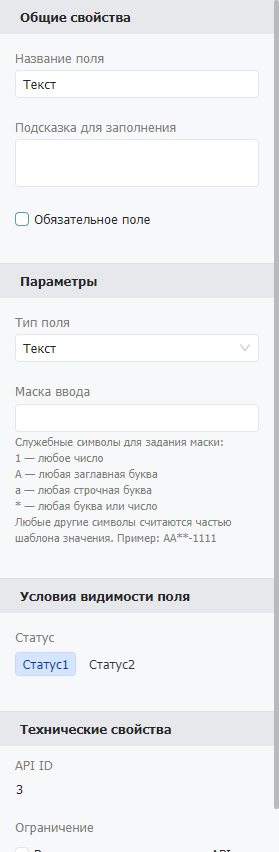 Общие свойства
Название поля
Текст
Подсказка для заполнения
Обязательное поле
Параметры
Тип поля
Текст
Маска ввода
Служебные символы для задания маски:
1 — любое число
A — любая заглавная буква
a — любая строчная буква
* — любая буква или число
Любые другие символы считаются частью
шаблона значения. Пример: AA**-1111
Условия видимости поля
Статус
Статус1 Статус2
Технические свойства
API ID
3
Ограничение